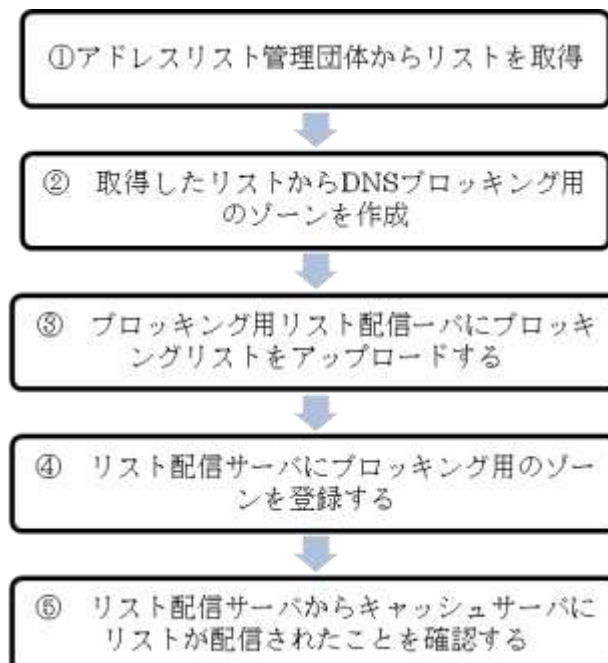 ①アドレスリスト管理団体からリストを取得
② 取得したリストからDNSブロッキング用
のゾーンを作成
③ ブロッキング用リスト配信ーバにブロッキ
ングリストをアップロードする
④ リスト配信サーバにブロッキング用のゾー
ンを登録する
⑤ リスト配信サーバからキャッシュサーバに
リストが配信されたことを確認する